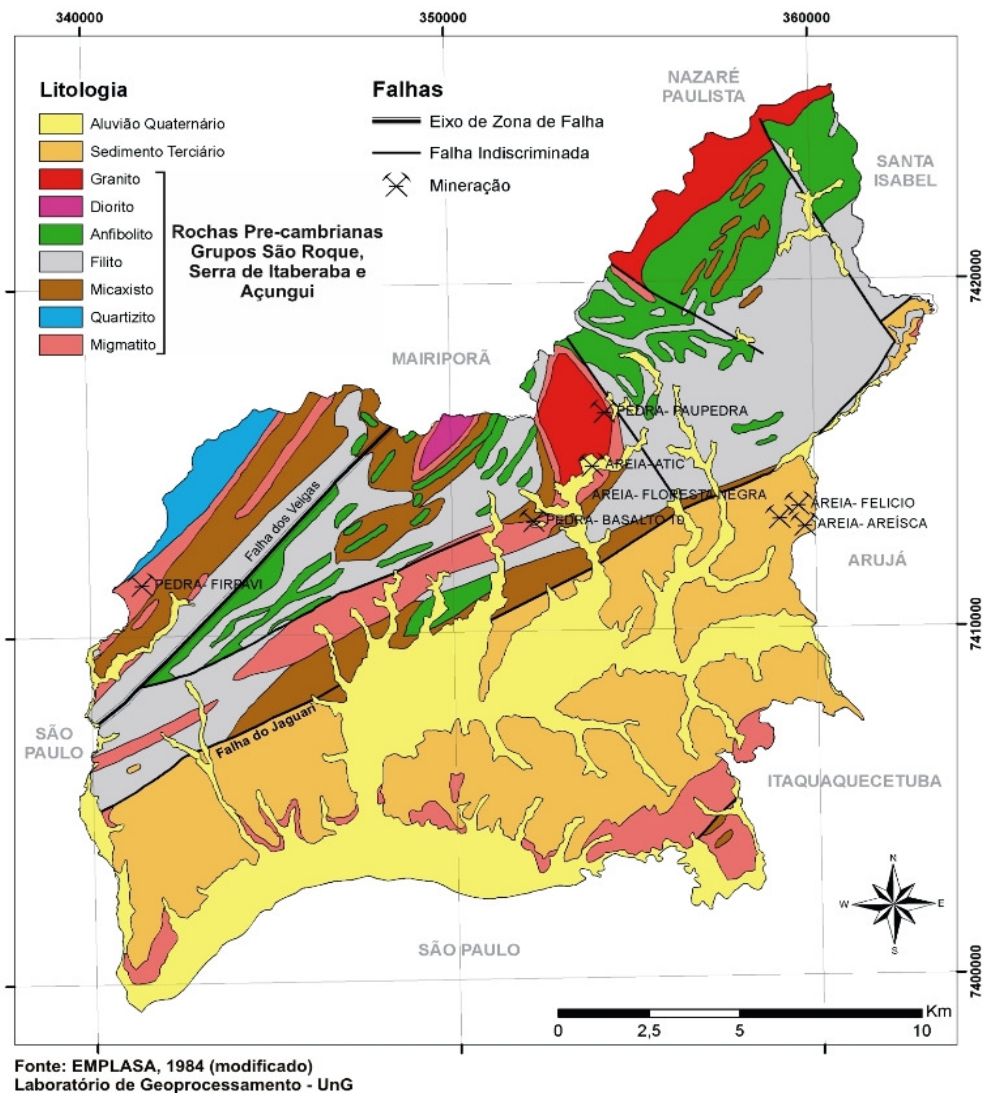 340000
350000
360000
Litologia
Aluvião Quaternário
Sedimento Terciário
Granito
Diorito
Anfibolito
Filito
Micaxisto
Quartizito
Migmatito
Rochas Pre-cambrianas
Grupos São Roque,
Serra de Itaberaba e
Açungui
Falhas
Eixo de Zona de Falha
Falha Indiscriminada
Mineração
NAZARÉ
PAULISTA
SANTA
ISABEL
7420000
MAIRIPORÃ
PEDRA- PAUPEDRA
AREIA-ATIC
AREIA- FLORESTA NEGRA
PEDRA- BASALTO 10
AREIA- FELICIO
AREIA- AREÍSCA
ARUJÁ
Falha dos Veigas
PEDRA- FIRPAVI
7410000
SÃO
PAULO
Falha do Jaguari
ITAQUAQUECETUBA
N
W
E
S
SÃO PAULO
7400000
Km
0
2,5
5
10
Fonte: EMPLASA, 1984 (modificado)
Laboratório de Geoprocessamento - UnG